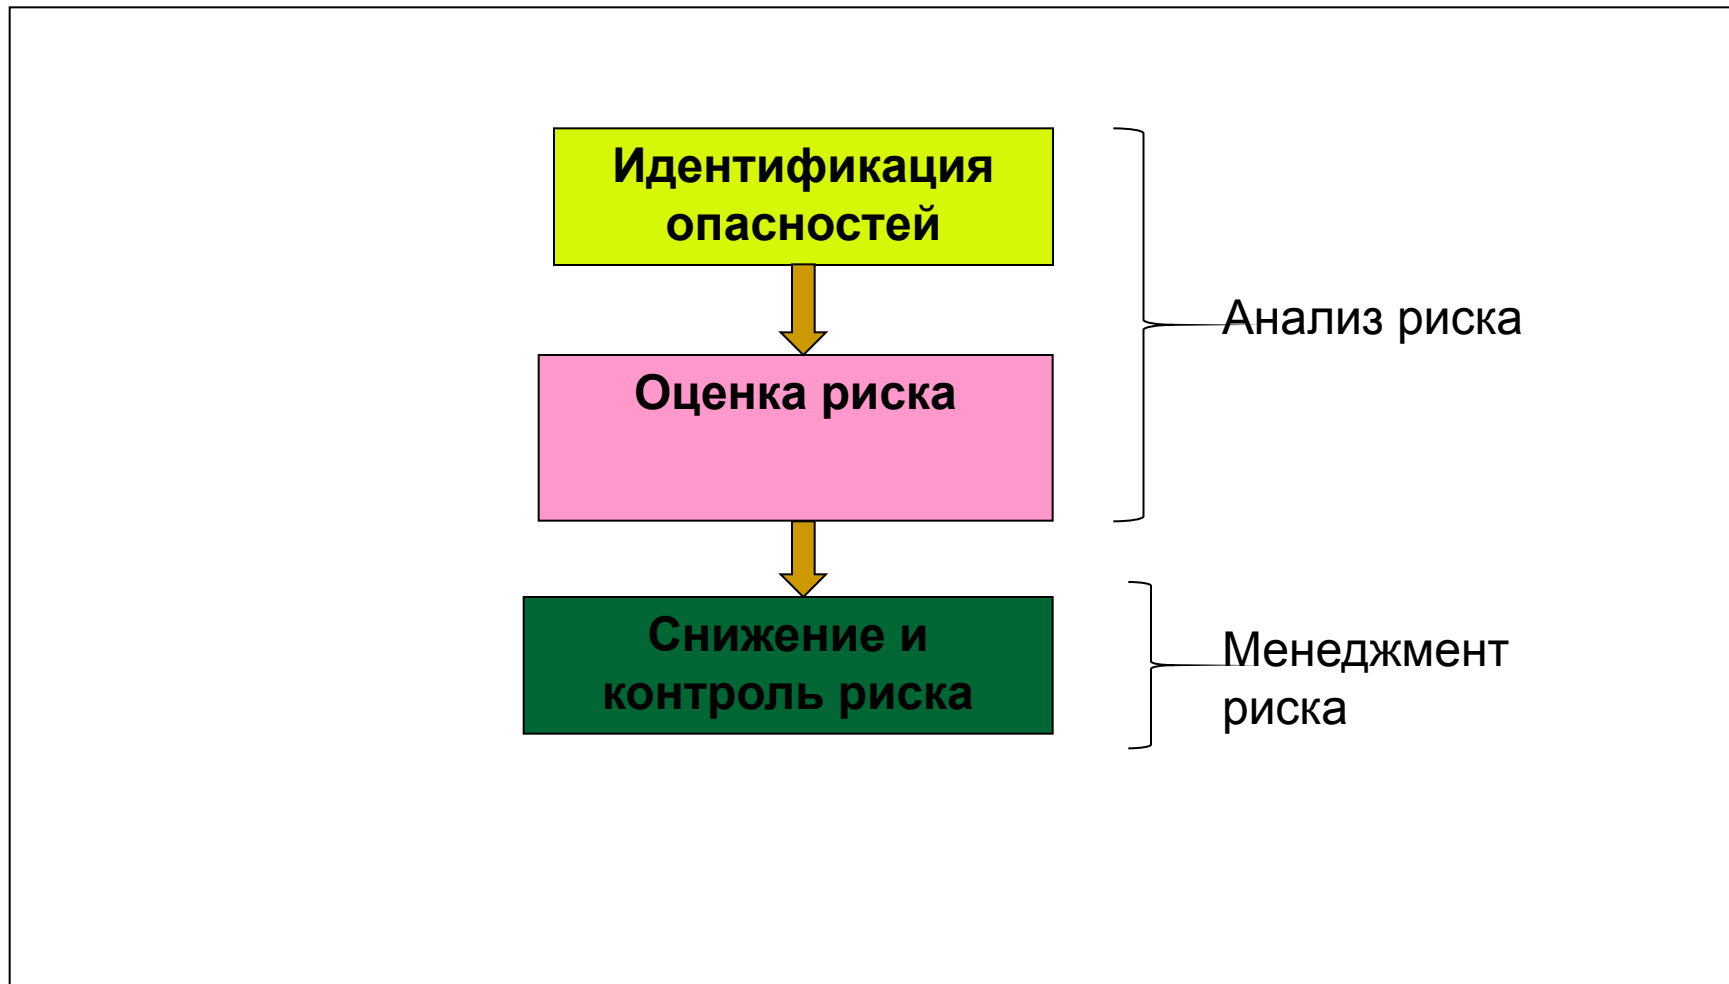 Идентификация
опасностей
Анализ риска
Оценка риска
Снижение и
контроль риска
Менеджмент
риска